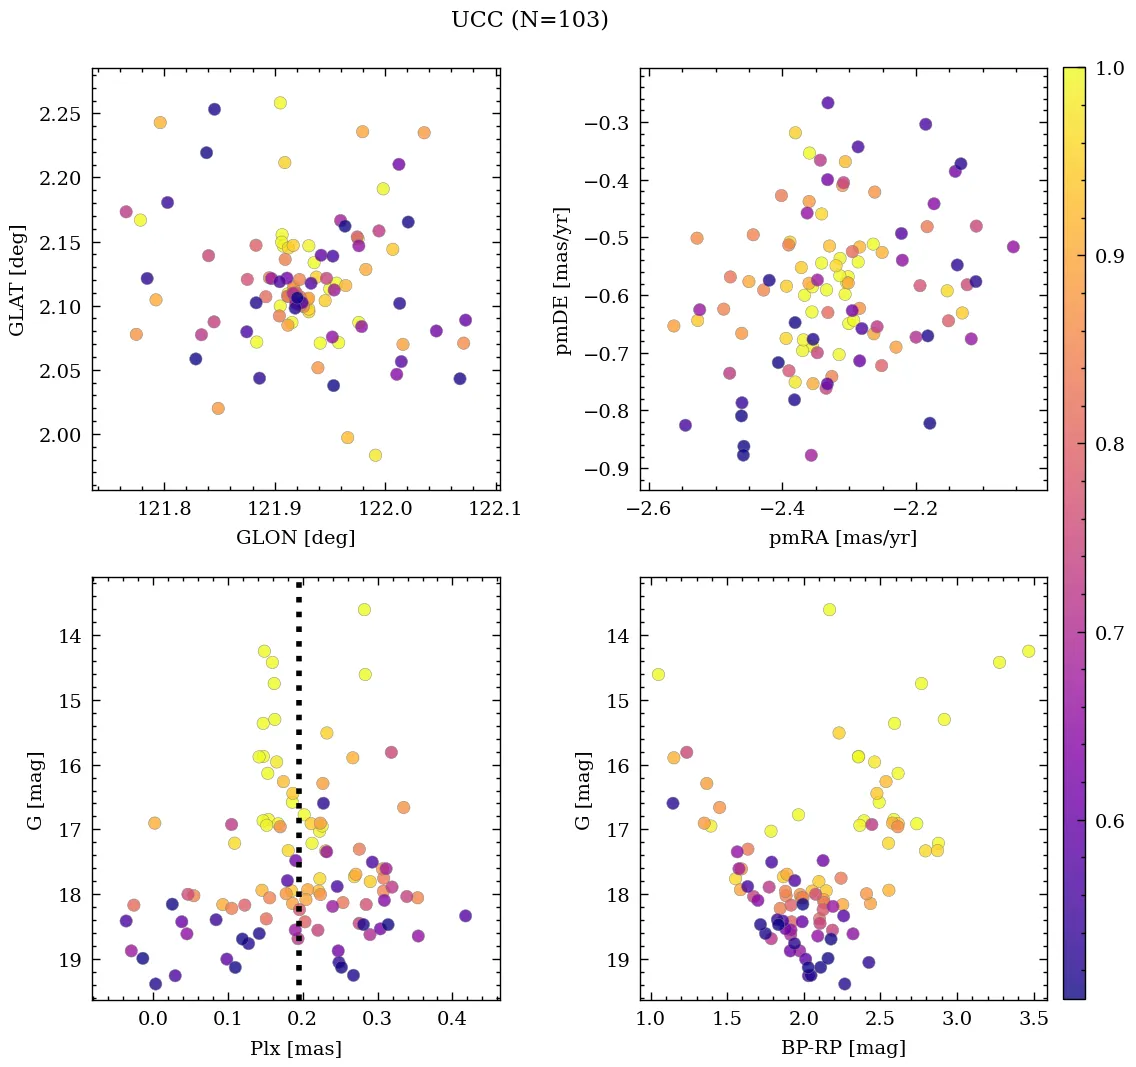 UCC (N=103)
2.25
2.20
2.15
2.10
2.05
2.00
GLAT [deg]
121.8 121.9 122.0 122.1
GLON [deg]
−0.3
−0.4
−0.5
−0.6
−0.7
−0.8
−0.9
pmDE [mas/yr]
−2.6 −2.4 −2.2
pmRA [mas/yr]
14
15
16
17
18
19
G [mag]
0.0 0.1 0.2 0.3 0.4
Plx [mas]
14
15
16
17
18
19
G [mag]
1.0 1.5 2.0 2.5 3.0 3.5
BP-RP [mag]
1.0
0.9
0.8
0.7
0.6